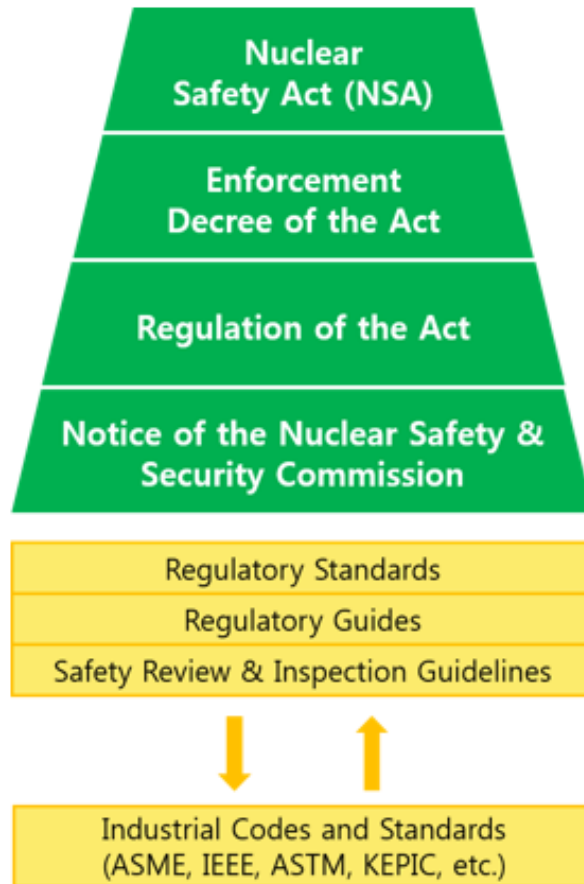 Nuclear
Safety Act (NSA)
Enforcement
Decree of the Act
Regulation of the Act
Notice of the Nuclear Safety &
Security Commission
Regulatory Standards
Regulatory Guides
Safety Review & Inspection Guidelines
Industrial Codes and Standards
(ASME, IEEE, ASTM, KEPIC, etc.)